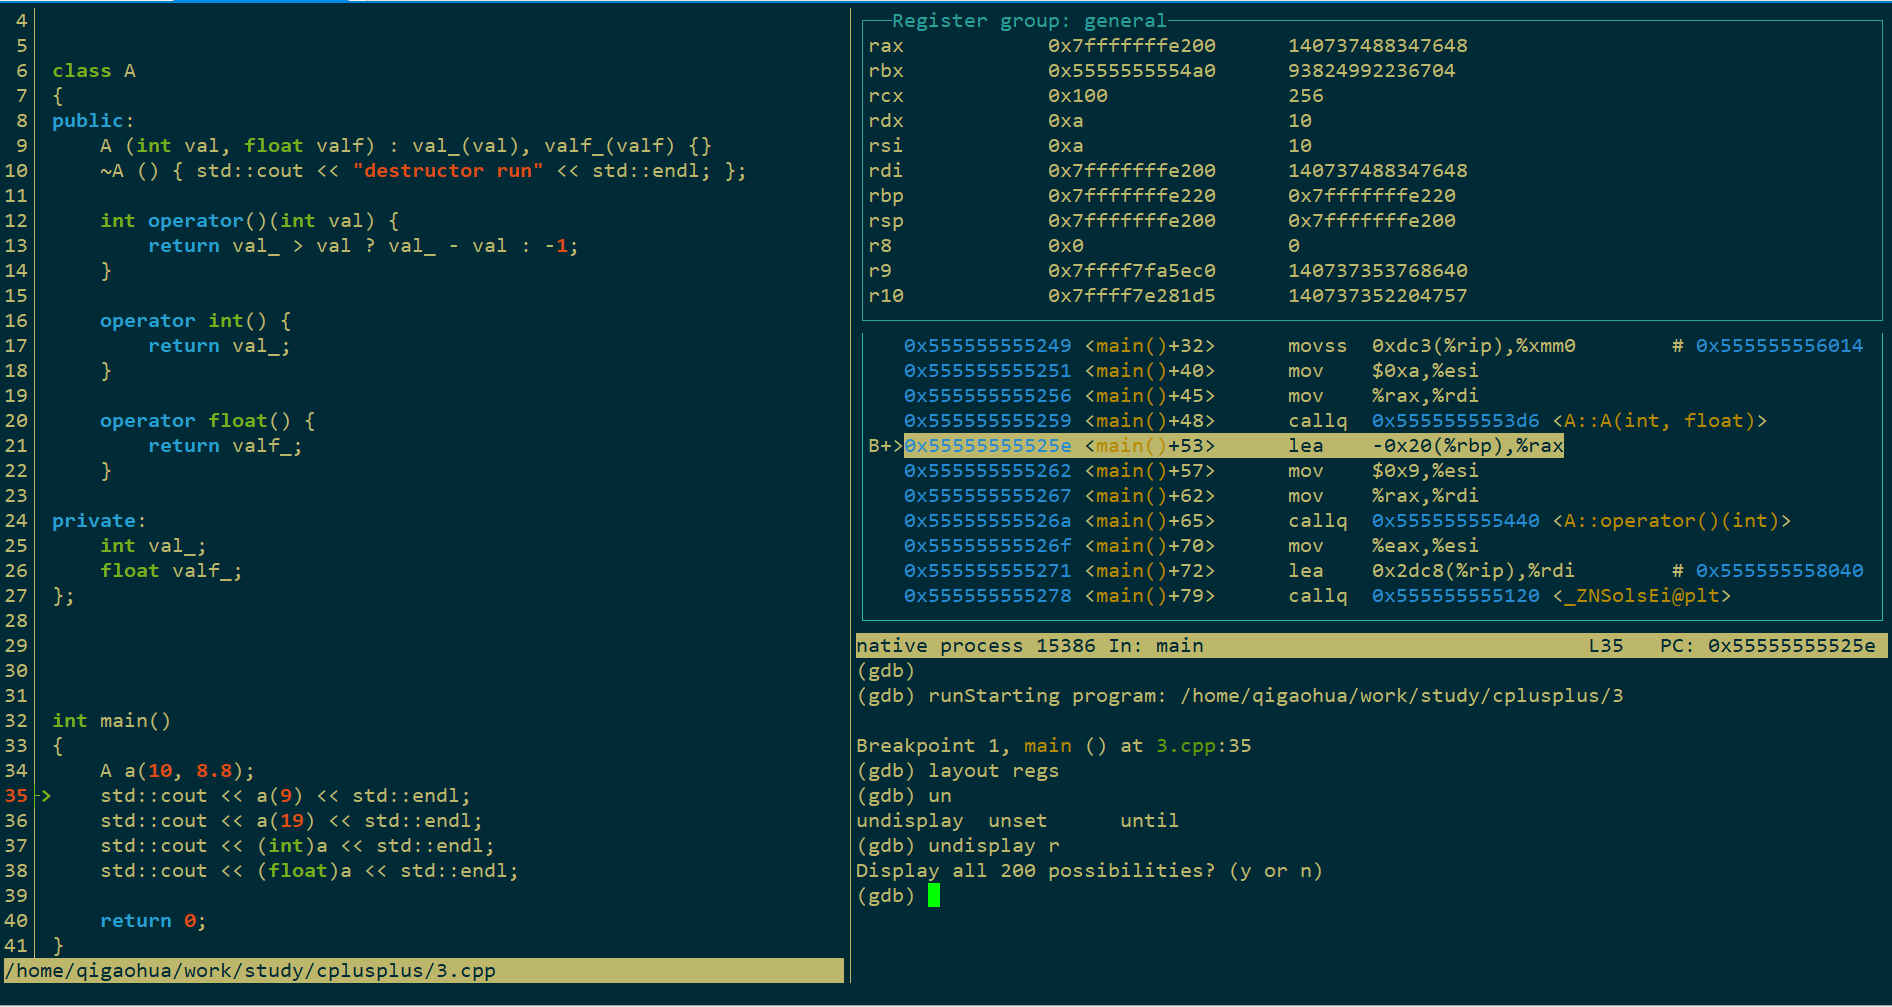 4
5
6 class A
7 {
8 public:
9     A (int val, float valf) : val_(val), valf_(valf) {}
10     ~A () { std::cout << "destructor run" << std::endl; };
11
12     int operator()(int val) {
13         return val_ > val ? val_ - val : -1;
14     }
15
16     operator int() {
17         return val_;
18     }
19
20     operator float() {
21         return valf_;
22     }
23
24 private:
25     int val_;
26     float valf_;
27 };
28
29
30
31
32 int main()
33 {
34     A a(10, 8.8);
35 ->     std::cout << a(9) << std::endl;
36     std::cout << a(19) << std::endl;
37     std::cout << (int)a << std::endl;
38     std::cout << (float)a << std::endl;
39
40     return 0;
41 }
/home/qigaohua/work/study/cplusplus/3.cpp
Register group: general
rax 0x7fffffffe200 140737488347648
rbx 0x5555555554a0 93824992236704
rcx 0x100 256
rdx 0xa 10
rsi 0xa 10
rdi 0x7fffffffe200 140737488347648
rbp 0x7fffffffe220 0x7fffffffe220
rsp 0x7fffffffe200 0x7fffffffe200
r8 0x0 0
r9 0x7ffff7fa5ec0 140737353768640
r10 0x7ffff7e281d5 140737352204757
0x555555555249 <main()+32> movss 0xdc3(%rip),%xmm0 # 0x555555556014
0x555555555251 <main()+40> mov $0xa,%esi
0x555555555256 <main()+45> mov %rax,%rdi
0x555555555259 <main()+48> callq 0x5555555553d6 <A::A(int, float)>
B+>0x55555555525e <main()+53> lea -0x20(%rbp),%rax
0x555555555262 <main()+57> mov $0x9,%esi
0x555555555267 <main()+62> mov %rax,%rdi
0x55555555526a <main()+65> callq 0x555555555440 <A::operator()(int)>
0x55555555526f <main()+70> mov %eax,%esi
0x555555555271 <main()+72> lea 0x2dc8(%rip),%rdi # 0x555555558040
0x555555555278 <main()+79> callq 0x555555555120 <_ZNSolsEi@plt>
native process 15386 In: main L35 PC: 0x55555555525e
(gdb)
(gdb) runStarting program: /home/qigaohua/work/study/cplusplus/3
Breakpoint 1, main () at 3.cpp:35
(gdb) layout regs
(gdb) un
undisplay unset until
(gdb) undisplay r
Display all 200 possibilities? (y or n)
(gdb)